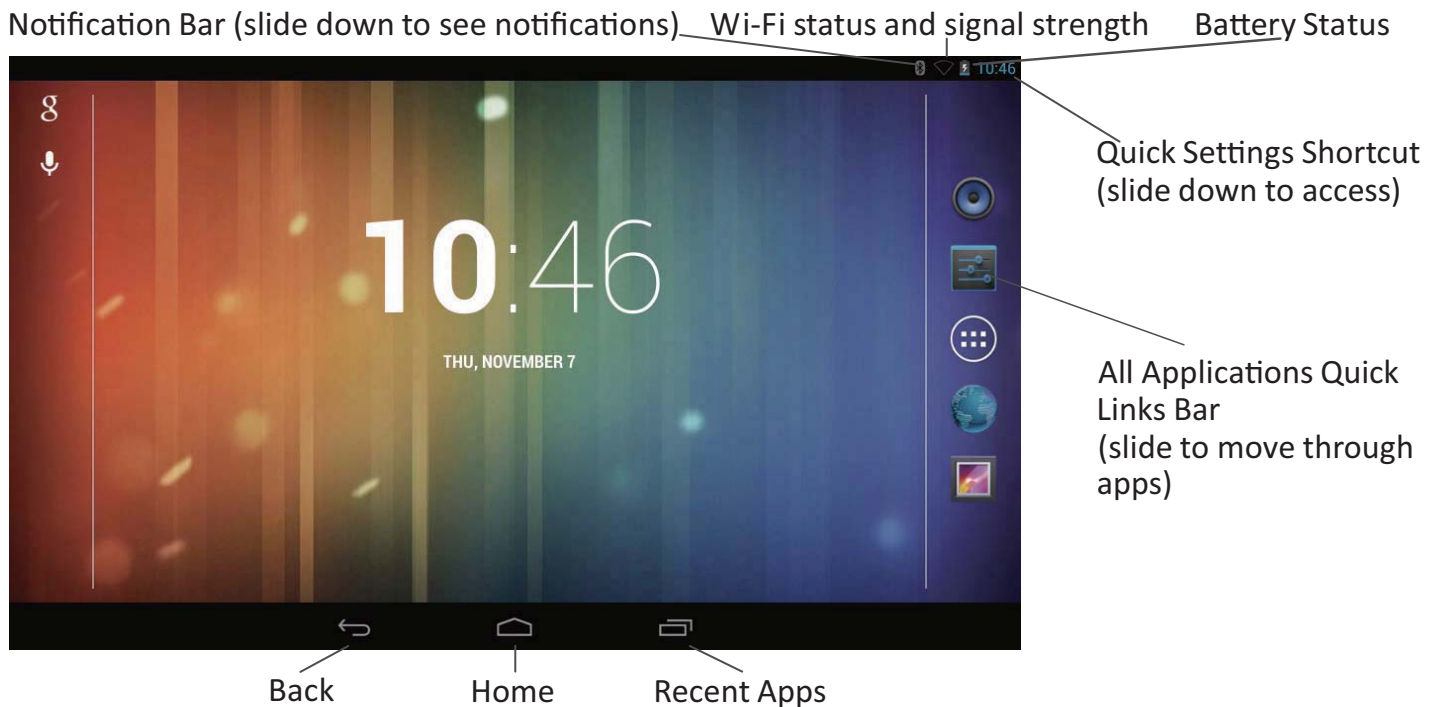 Notification Bar (slide down to see notifications) Wi-Fi status and signal strength Battery Status
10:46
g
Quick Settings Shortcut
(slide down to access)
10:46
THU, NOVEMBER 7
All Applications Quick
Links Bar
(slide to move through
apps)
Back Home Recent Apps